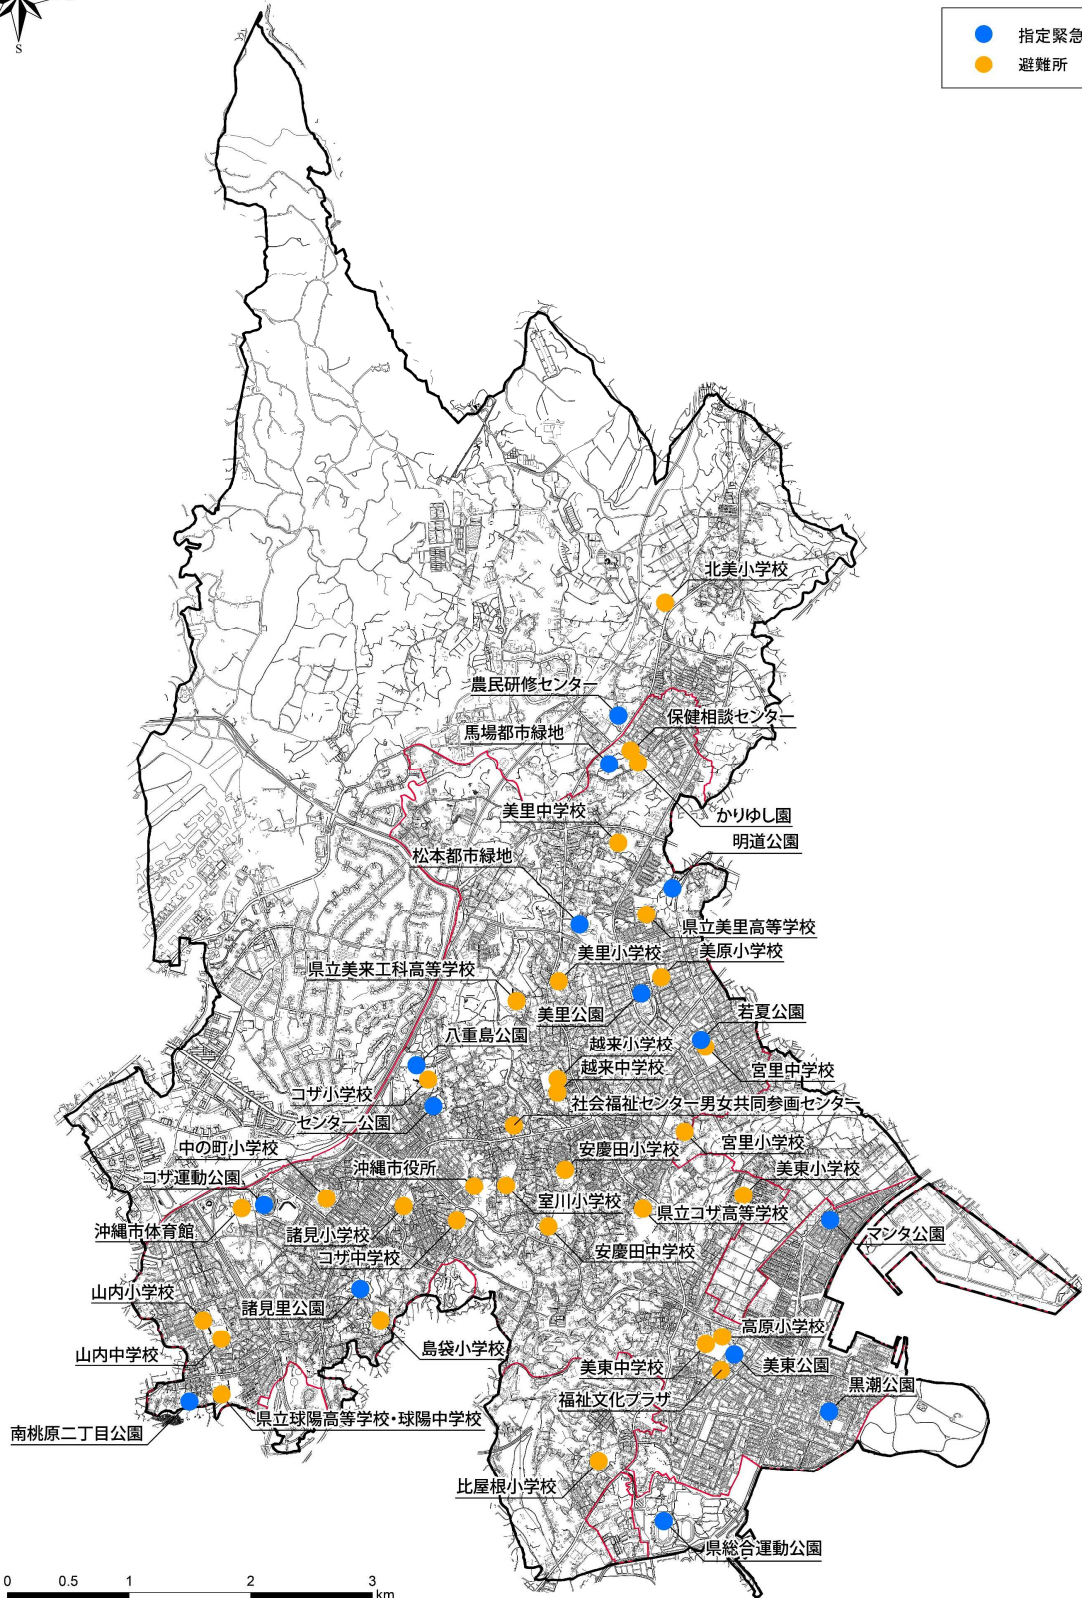 S
指定緊急
避難所
北美小学校
農民研修センター
保健相談センター
馬場都市緑地
美里中学校
かりゆし園
明道公園
松本都市緑地
県立美里高等学校
美里小学校
美原小学校
県立美来工科高等学校
美里公園
若夏公園
八重島公園
越来小学校
越来中学校
宮里中学校
コザ小学校
社会福祉センター男女共同参画センター
センター公園
宮里小学校
中の町小学校
安慶田小学校
沖縄市役所
美東小学校
コザ運動公園
室川小学校
県立コザ高等学校
沖縄市体育館
諸見小学校
マンタ公園
コザ中学校
安慶田中学校
山内小学校
諸見里公園
高原小学校
島袋小学校
山内中学校
美東中学校
美東公園
福祉文化プラザ
黒潮公園
県立球陽高等学校・球陽中学校
南桃原二丁目公園
比屋根小学校
県総合運動公園
0 0.5 1 2 3
km